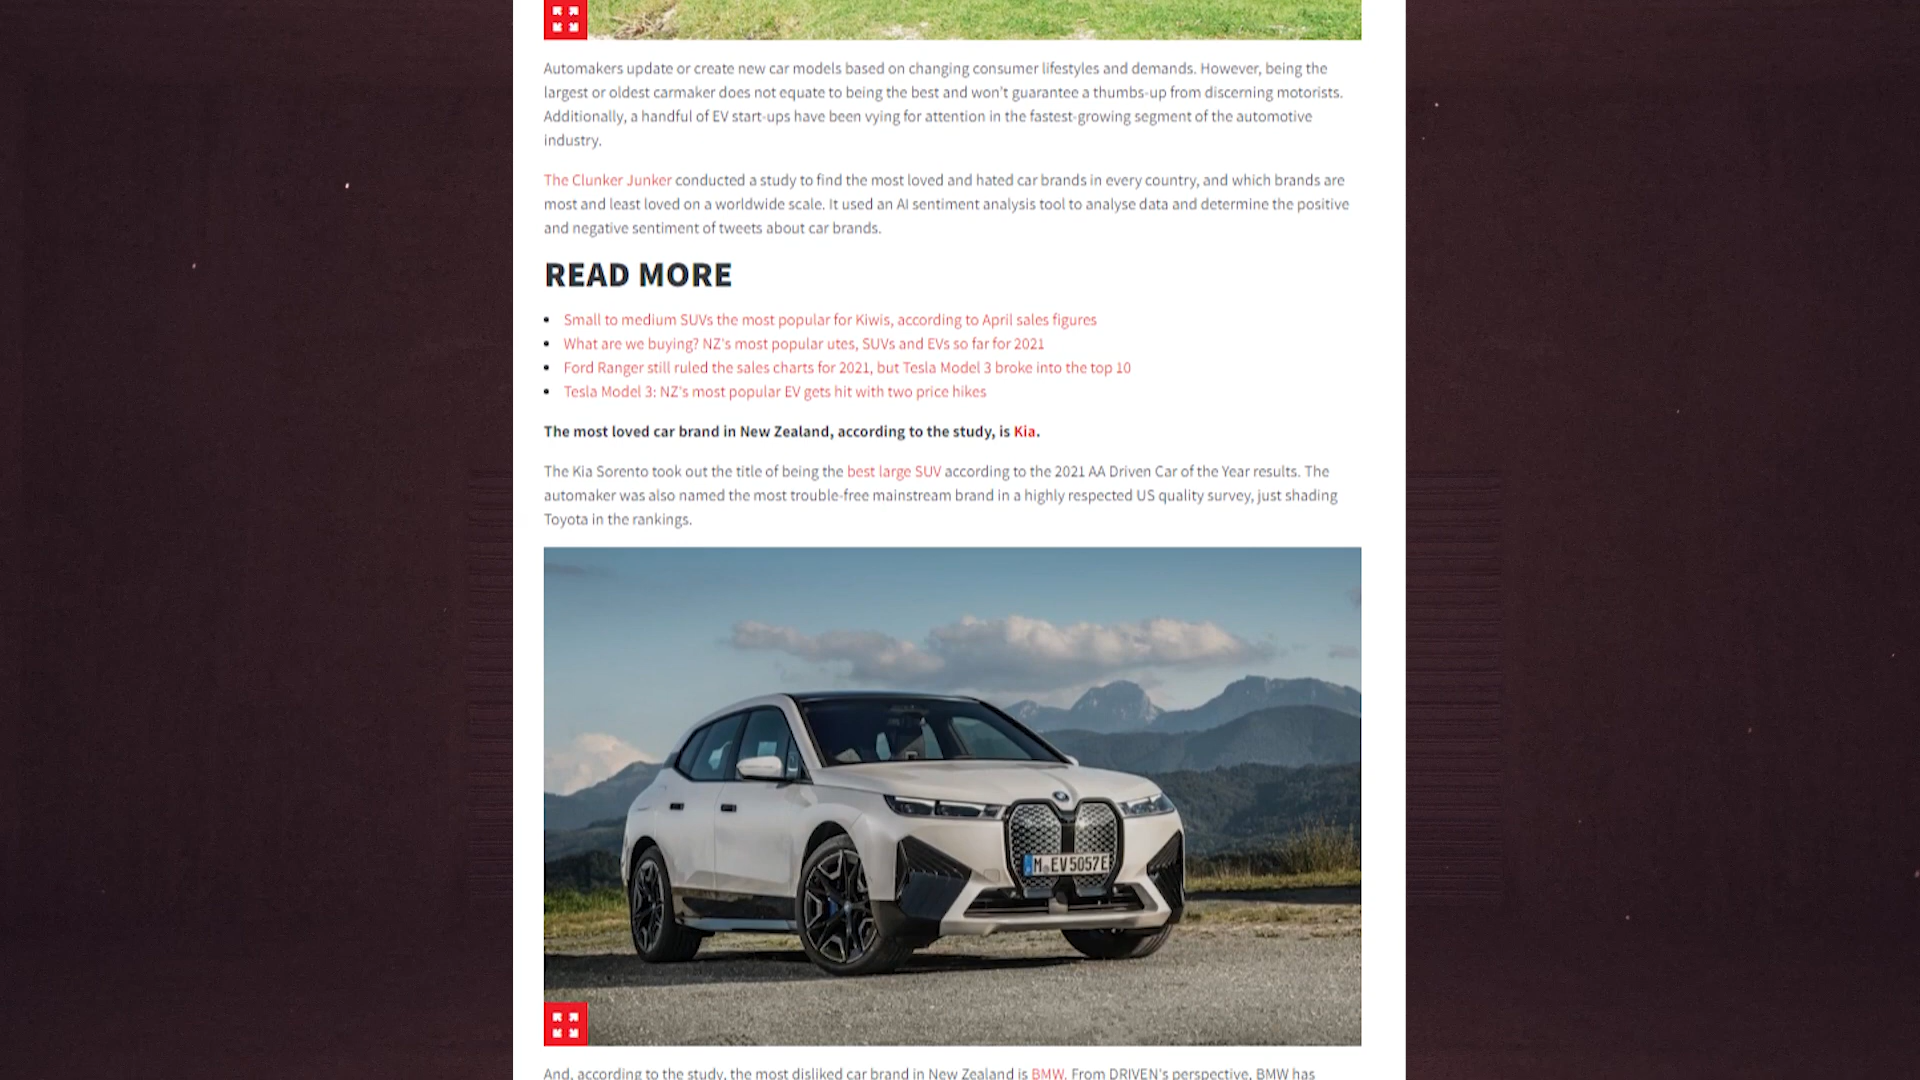 Automakers update or create new car models based on changing consumer lifestyles and demands. However, being the
largest or oldest carmaker does not equate to being the best and won't guarantee a thumbs-up from discerning motorists.
Additionally, a handful of EV start-ups have been vying for attention in the fastest-growing segment of the automotive
industry.
The Clunker Junker conducted a study to find the most loved and hated car brands in every country, and which brands are
most and least loved on a worldwide scale. It used an AI sentiment analysis tool to analyse data and determine the positive
and negative sentiment of tweets about car brands.
READ MORE
Small to medium SUVs the most popular for Kiwis, according to April sales figures
What are we buying? NZ's most popular utes, SUVs and EVs so far for 2021
Ford Ranger still ruled the sales charts for 2021, but Tesla Model 3 broke into the top 10
Tesla Model 3: NZ's most popular EV gets hit with two price hikes
The most loved car brand in New Zealand, according to the study, is Kia.
The Kia Sorento took out the title of being the best large SUV according to the 2021 AA Driven Car of the Year results. The
automaker was also named the most trouble-free mainstream brand in a highly respected US quality survey, just shading
Toyota in the rankings.
M EV 5057E
And, according to the study, the most disliked car brand in New Zealand is BMW. From DRIVEN's perspective, BMW has